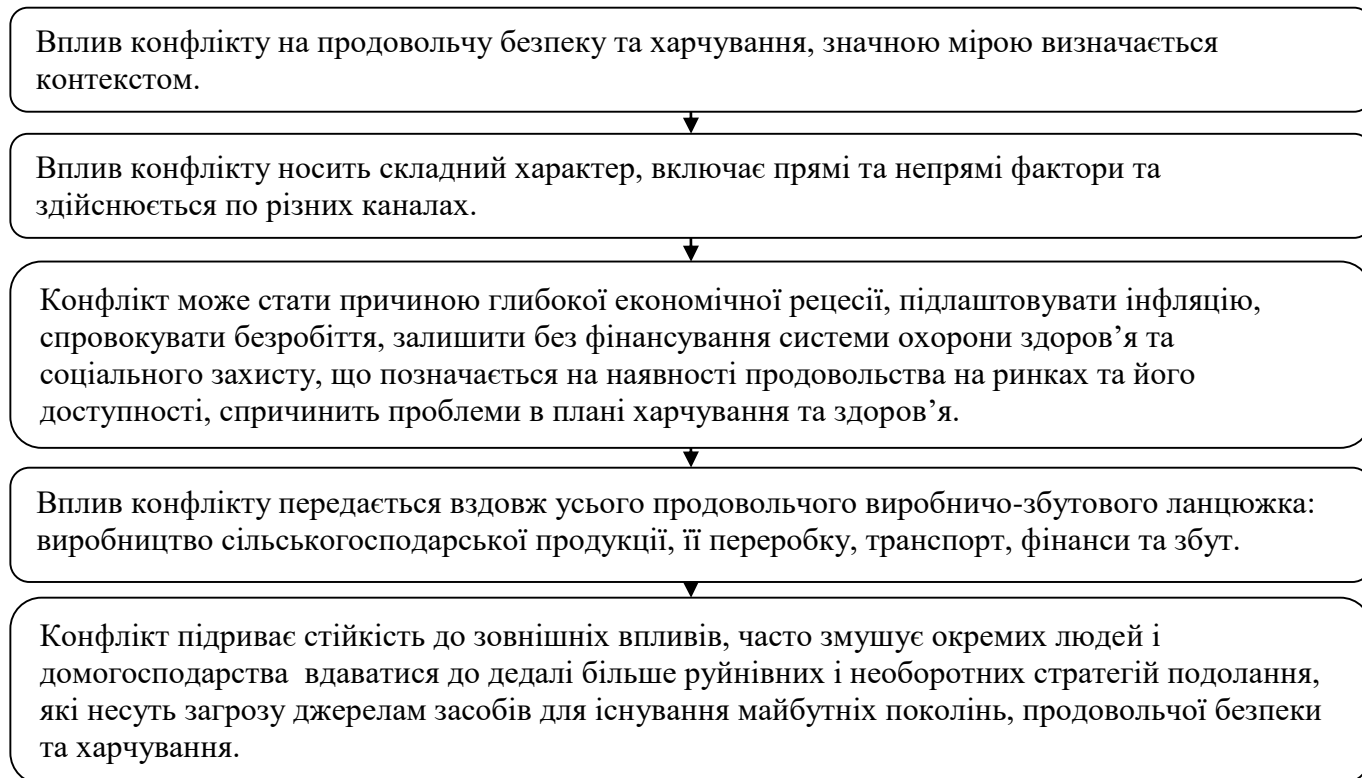 Вплив конфлікту на продовольчу безпеку та харчування, значною мірою визначається
контекстом.
Вплив конфлікту носить складний характер, включає прямі та непрямі фактори та
здійснюється по різних каналах.
Конфлікт може стати причиною глибокої економічної рецесії, підлаштовувати інфляцію,
спровокувати безробіття, залишити без фінансування системи охорони здоров’я та
соціального захисту, що позначається на наявності продовольства на ринках та його
доступності, спричинить проблеми в плані харчування та здоров’я.
Вплив конфлікту передається вздовж усього продовольчого виробничо-збутового ланцюжка:
виробництво сільськогосподарської продукції, її переробку, транспорт, фінанси та збут.
Конфлікт підриває стійкість до зовнішніх впливів, часто змушує окремих людей і
домогосподарства вдаватися до дедалі більше руйнівних і необоротних стратегій подолання,
які несуть загрозу джерелам засобів для існування майбутніх поколінь, продовольчої безпеки
та харчування.